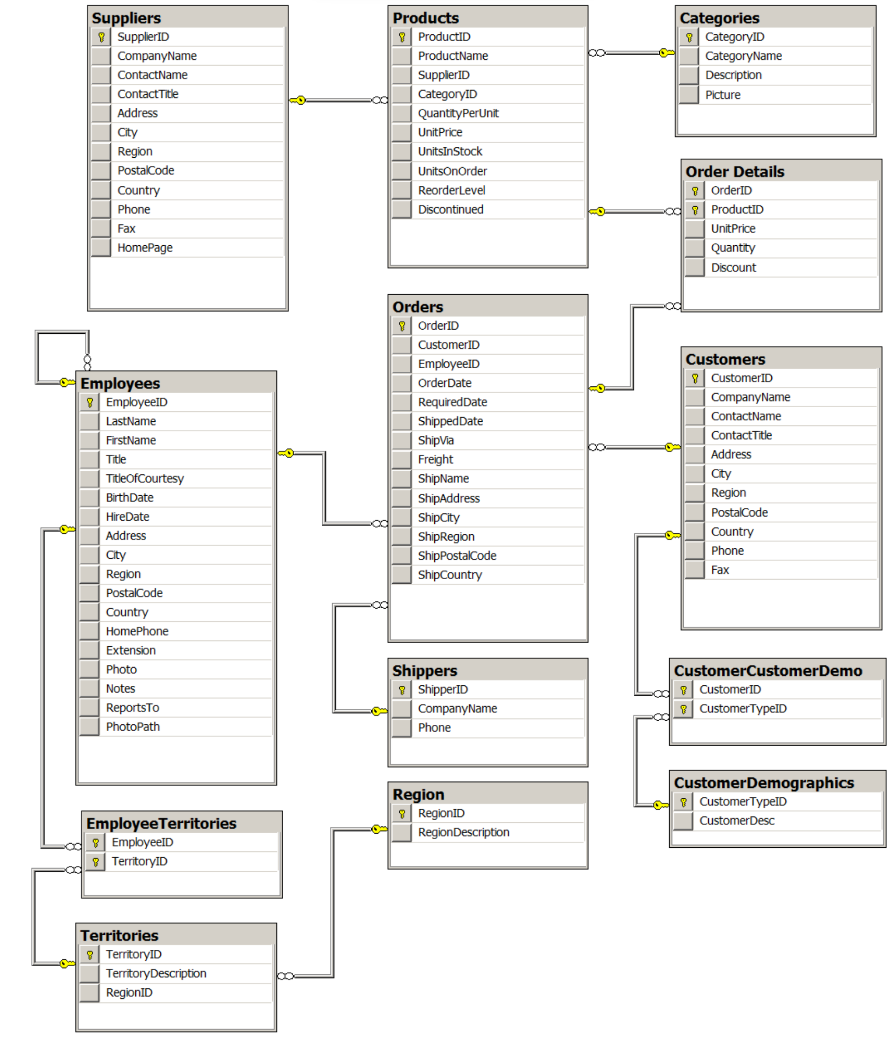 Suppliers
SupplierID
CompanyName
ContactName
ContactTitle
Address
City
Region
PostalCode
Country
Phone
Fax
HomePage
Products
ProductID
ProductName
SupplierID
CategoryID
QuantityPerUnit
UnitPrice
UnitsInStock
UnitsOnOrder
ReorderLevel
Discontinued
Categories
CategoryID
CategoryName
Description
Picture
Order Details
OrderID
ProductID
UnitPrice
Quantity
Discount
Employees
EmployeeID
LastName
FirstName
Title
TitleOfCourtesy
BirthDate
HireDate
Address
City
Region
PostalCode
Country
HomePhone
Extension
Photo
Notes
ReportsTo
PhotoPath
Orders
OrderID
CustomerID
EmployeeID
OrderDate
RequiredDate
ShippedDate
ShipVia
Freight
ShipName
ShipAddress
ShipCity
ShipRegion
ShipPostalCode
ShipCountry
Customers
CustomerID
CompanyName
ContactName
ContactTitle
Address
City
Region
PostalCode
Country
Phone
Fax
Shippers
ShipperID
CompanyName
Phone
CustomerCustomerDemo
CustomerID
CustomerTypeID
CustomerDemographics
CustomerTypeID
CustomerDesc
Region
RegionID
RegionDescription
EmployeeTerritories
EmployeeID
TerritoryID
Territories
TerritoryID
TerritoryDescription
RegionID